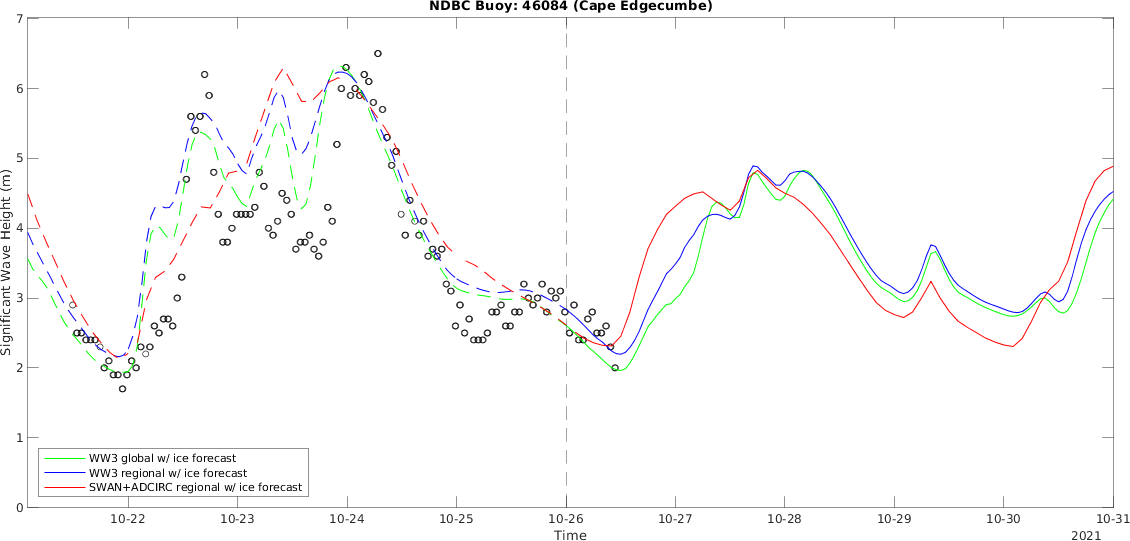 NDBC Buoy: 46084 (Cape Edgecumbe)
7
6
5
4
3
2
1
0
Significant Wave Height (m)
WW3 global w/ ice forecast
WW3 regional w/ ice forecast
SWAN+ADCIRC regional w/ ice forecast
10-22 10-23 10-24 10-25 10-26 10-27 10-28 10-29 10-30 10-31
Time
2021